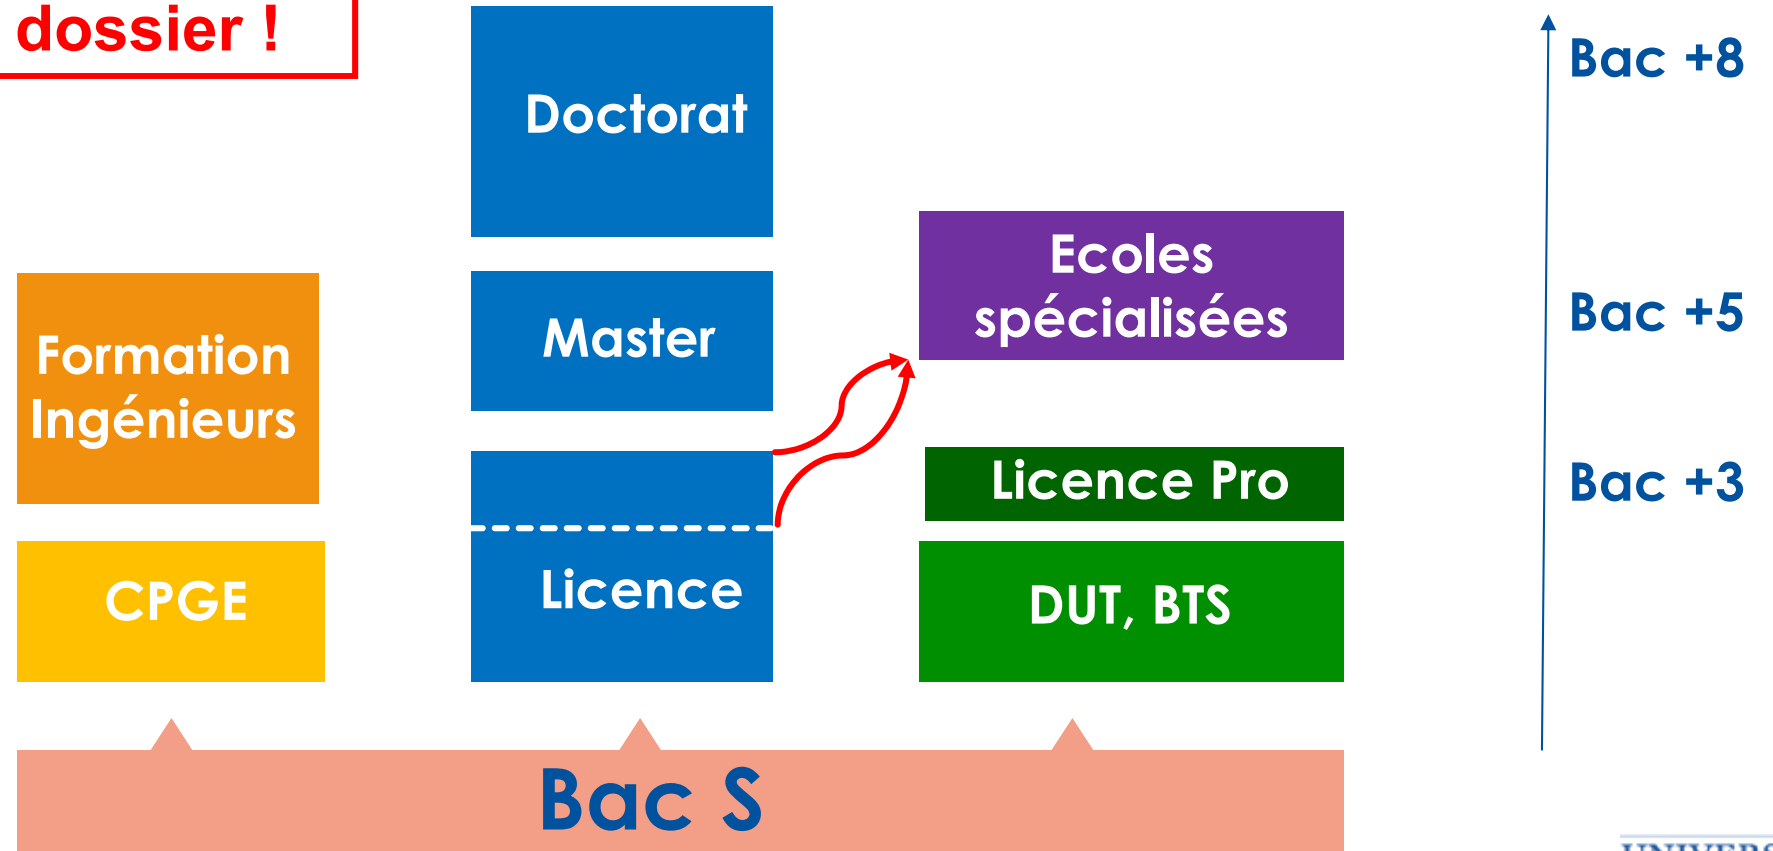 dossier !
Doctorat
Bac +8
Ecoles
spécialisées
Bac +5
Master
Formation
Ingénieurs
Licence Pro
Bac +3
CPGE
Licence
DUT, BTS
Bac S